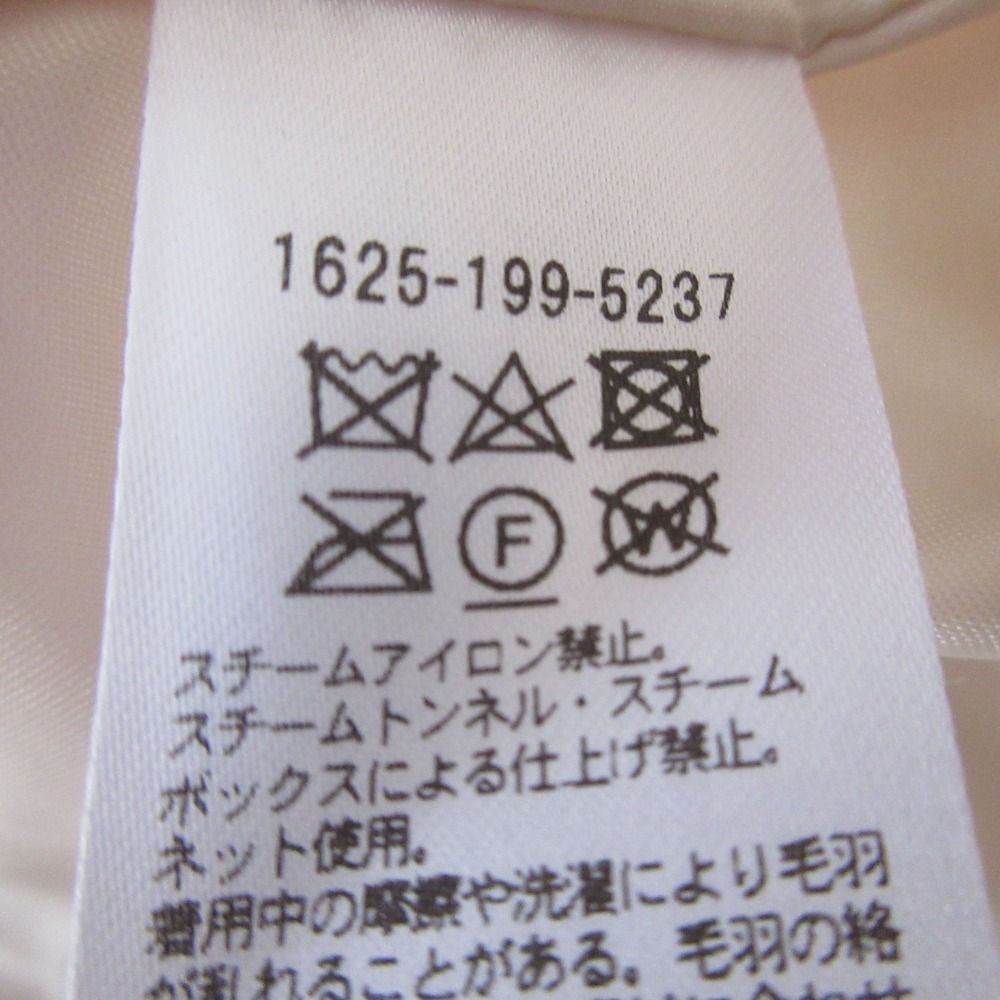 1625-199-5237
F
W
スチームアイロン禁止。
スチームトンネル・スチーム
ボックスによる仕上げ禁止。
ネット使用。
着用中の摩擦や洗濯により毛羽
が乱れることがある。毛羽の絡